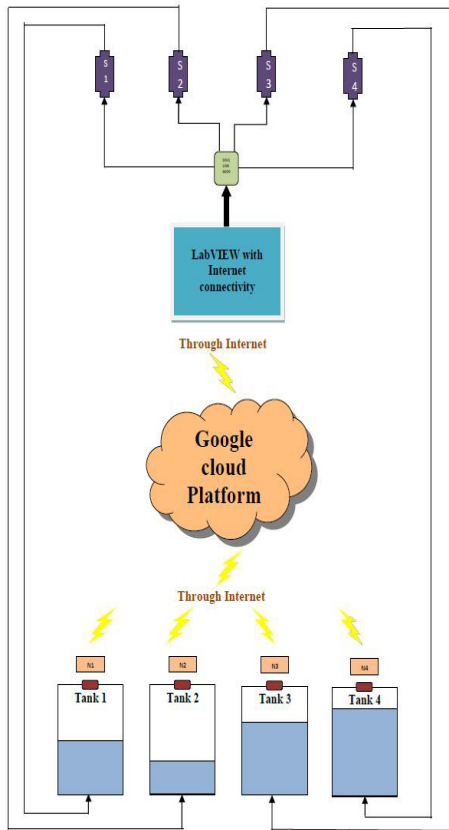 S 1
S 2
S 3
S 4
LabVIEW with
Internet
connectivity
Through Internet
Google
cloud
Platform
Through Internet
N1
N2
N3
N4
Tank 1
Tank 2
Tank 3
Tank 4